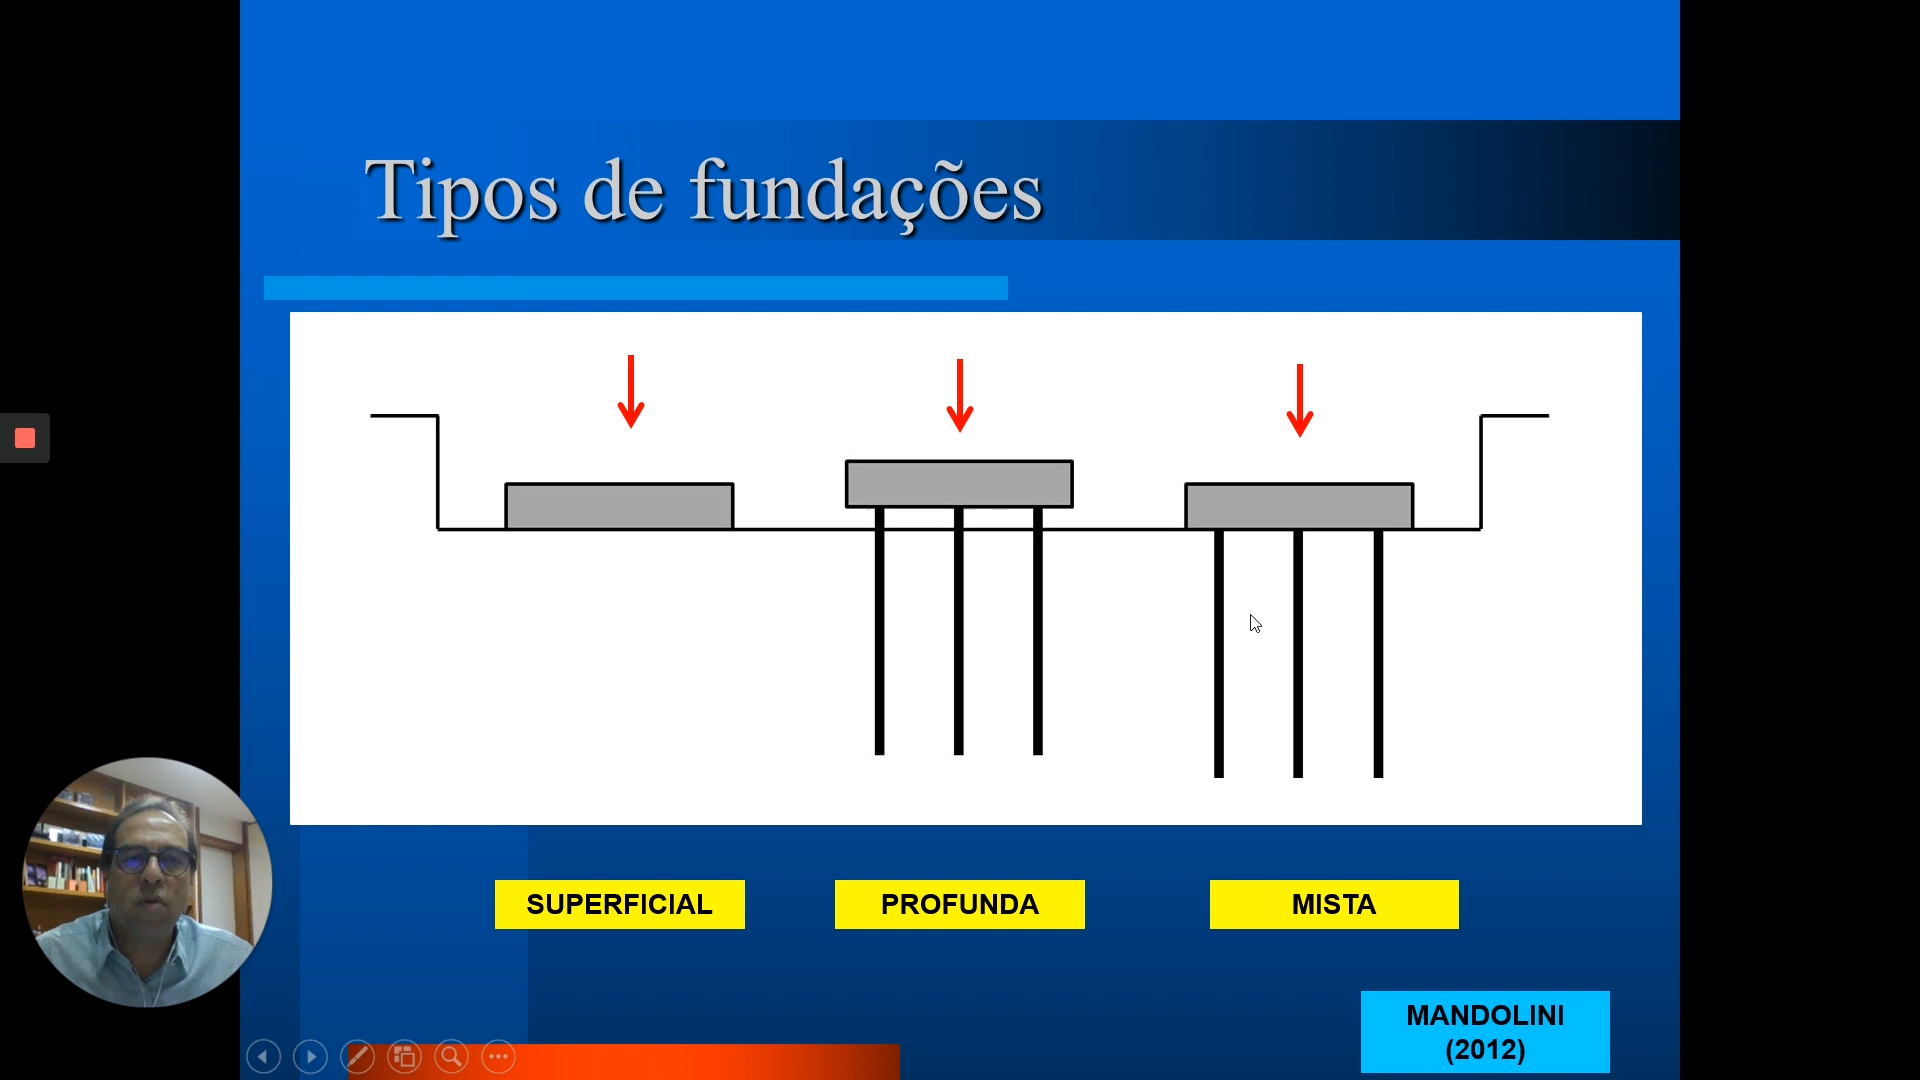 Tipos de fundações
SUPERFICIAL
PROFUNDA
MISTA
MANDOLINI
(2012)